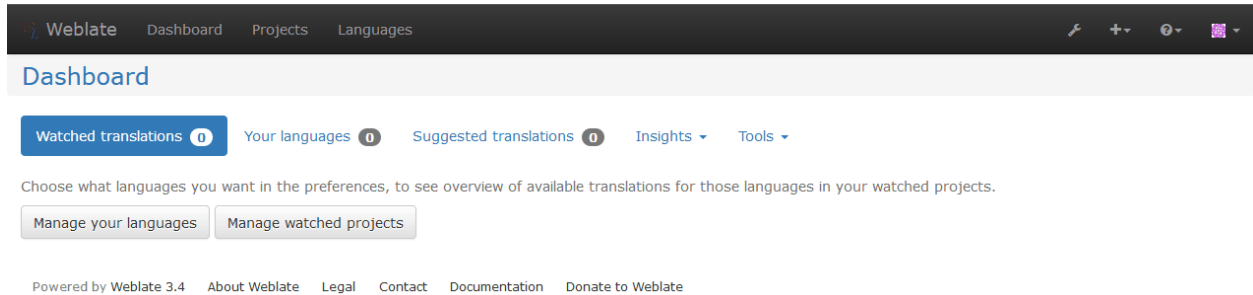 Weblate Dashboard Projects Languages
Dashboard
Watched translations 0 Your languages 0 Suggested translations 0 Insights Tools
Choose what languages you want in the preferences, to see overview of available translations for those languages in your watched projects.
Manage your languages Manage watched projects
Powered by Weblate 3.4 About Weblate Legal Contact Documentation Donate to Weblate